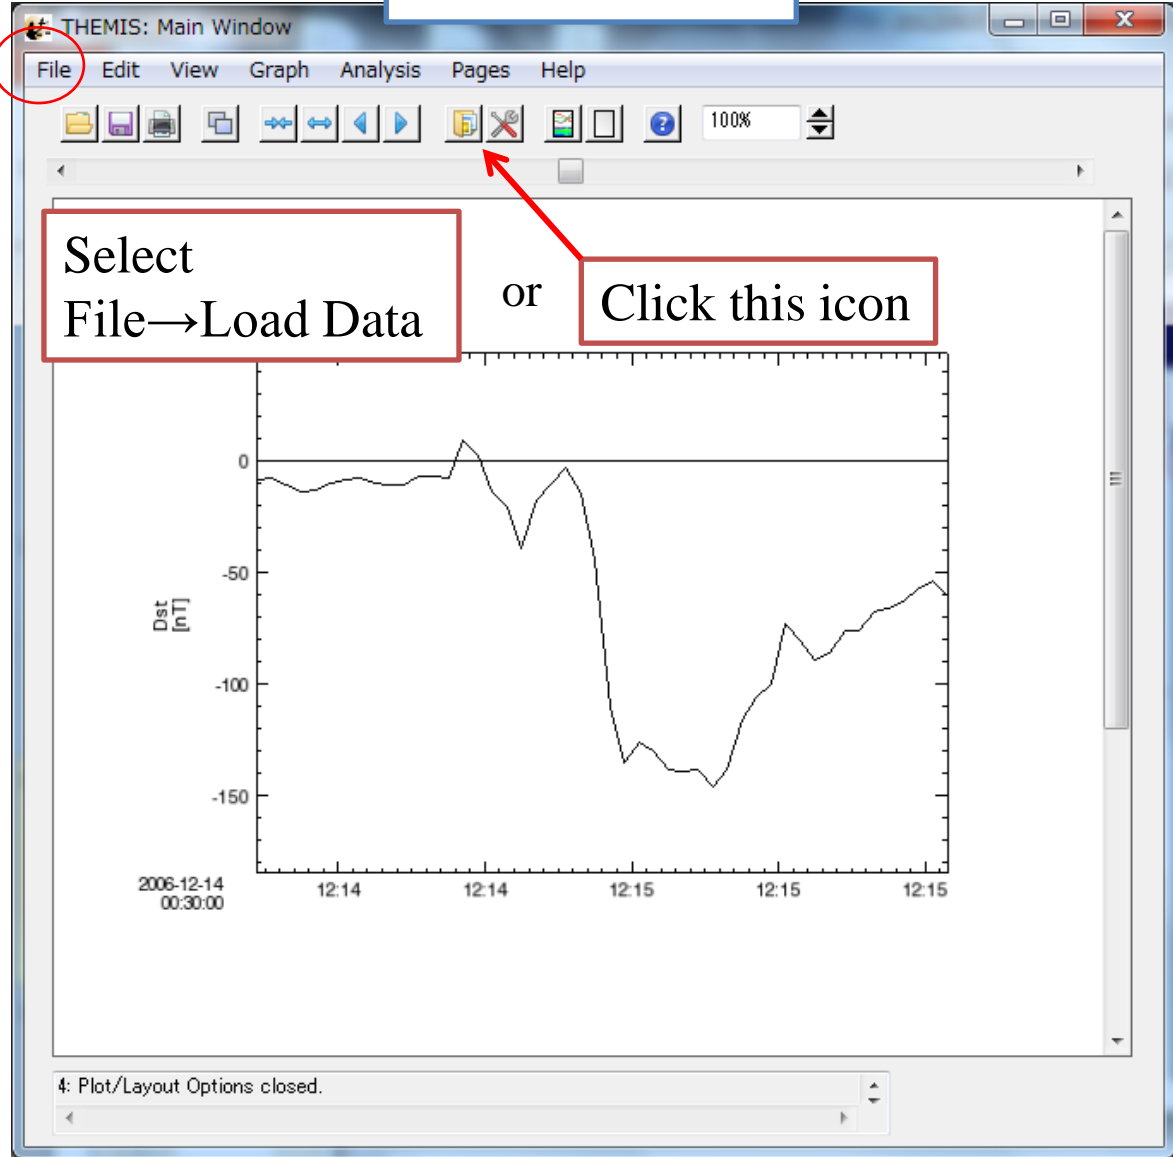 THEMIS: Main Window
File Edit View Graph Analysis Pages Help
100%
Select
File→Load Data
or
Click this icon
0
-50
-100
-150
Dst
[nT]
2006-12-14
00:30:00
12:14 12:14 12:15 12:15 12:15
4: Plot/Layout Options closed.